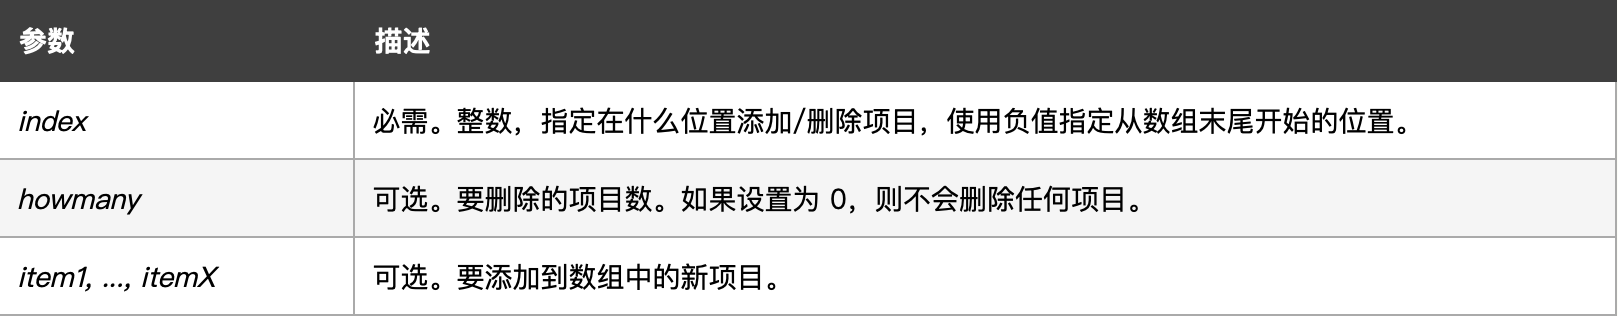 参数 描述
index 必需。整数，指定在什么位置添加/删除项目，使用负值指定从数组末尾开始的位置。
howmany 可选。要删除的项目数。如果设置为 0，则不会删除任何项目。
item1, ..., itemX 可选。要添加到数组中的新项目。